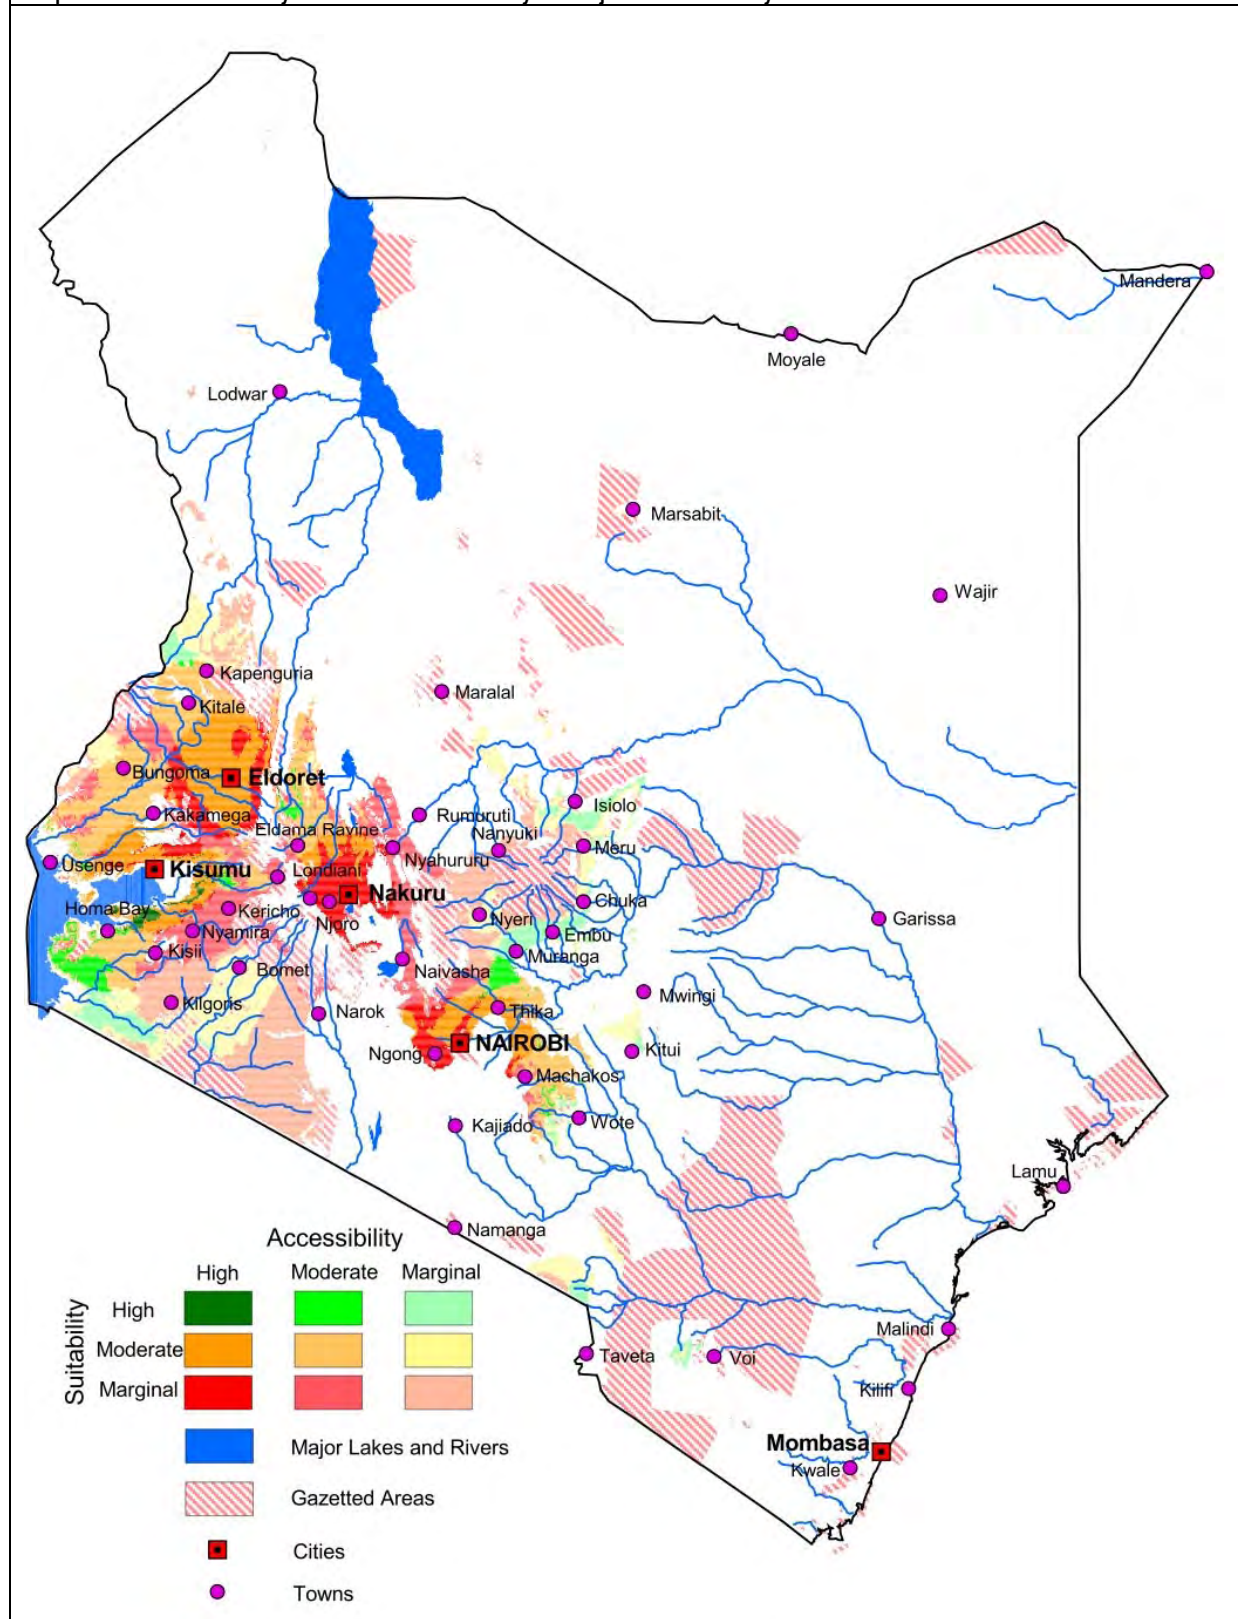 Mandera
Moyale
Lodwar
Marsabit
Wajir
Kapenguria
Maralal
Kitale
Bungoma
Eldoret
Isiolo
Kakamega
Rumuruti
Eldama Ravine
Nanyuki
Meru
Nyahururu
Usenge
Kisumu
Londiani
Nakuru
Chuka
Homa Bay
Kericho
Njoro
Nyeri
Garissa
Nyamira
Embu
Kisii
Muranga
Bomet
Naivasha
Mwingi
Kilgoris
Narok
Thika
NAIROBI
Ngong
Kitui
Machakos
Kajiado
Wote
Lamu
Namanga
Malindi
Taveta
Voi
Kilifi
Mombasa
Kwale
Accessibility
High Moderate Marginal
Suitability
High
Moderate
Marginal
Major Lakes and Rivers
Gazetted Areas
Cities
Towns